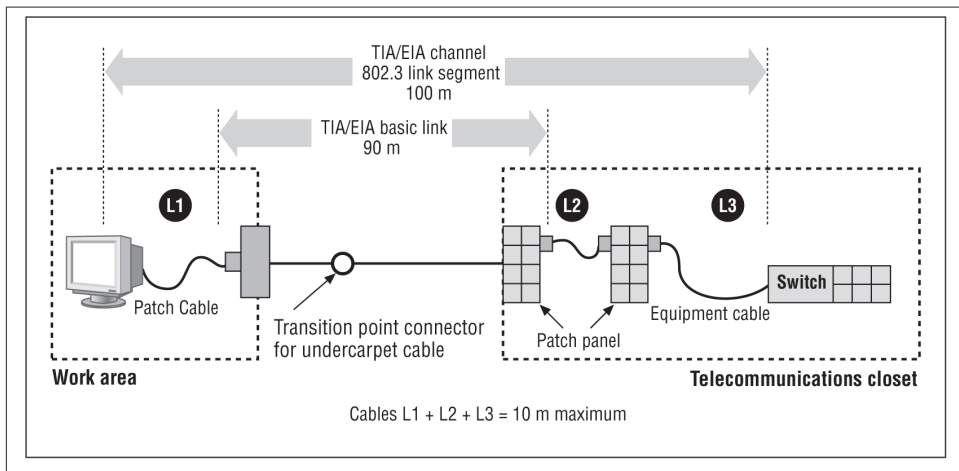 TIA/EIA channel
802.3 link segment
100 m
TIA/EIA basic link
90 m
L1
L2
L3
Patch Cable
Transition point connector
for undercarpet cable
Patch panel
Equipment cable
Switch
Work area
Telecommunications closet
Cables L1 + L2 + L3 = 10 m maximum